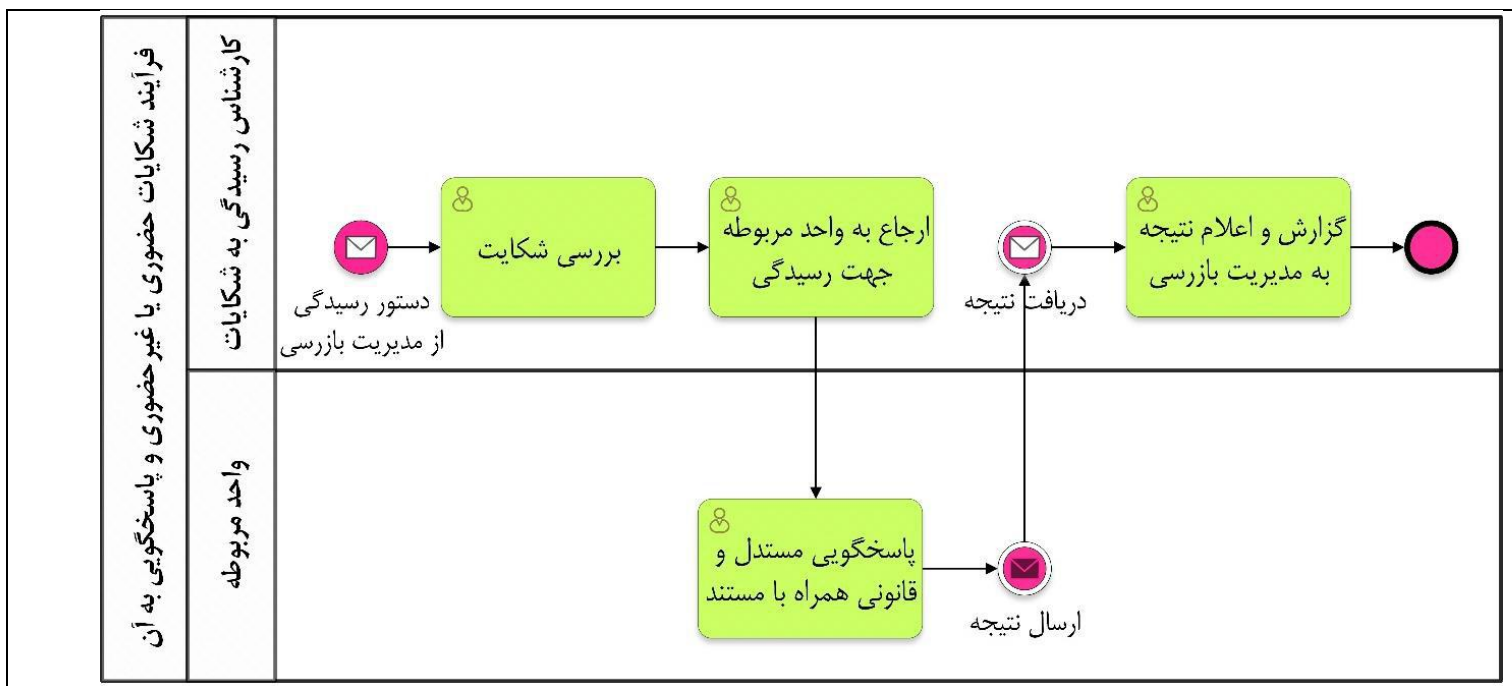 فرآیند شکایات حضوری یا غیرحضوری و پاسخگویی به آن
کارشناس رسیدگی به شکایات
دستور رسیدگی
از مدیریت بازرسی
بررسی شکایت
ارجاع به واحد مربوطه
جهت رسیدگی
دریافت نتیجه
گزارش و اعلام نتیجه
به مدیریت بازرسی
واحد مربوطه
پاسخگویی مستدل و
قانونی همراه با مستند
ارسال نتیجه